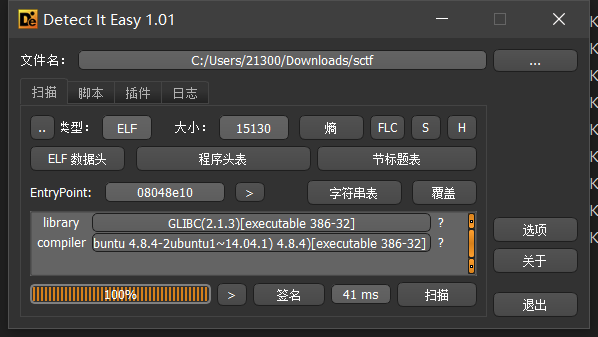 Detect It Easy 1.01
文件名: C:/Users/21300/Downloads/sctf ...
扫描 脚本 插件 日志
.. 类型: ELF 大小: 15130 熵 FLC S H
ELF 数据头 程序头表 节标题表
EntryPoint: 08048e10 > 字符串表 覆盖
library GLIBC(2.1.3)[executable 386-32] ?
compiler buntu 4.8.4-2ubuntu1~14.04.1) 4.8.4)[executable 386-32] ?
选项
关于
100% > 签名 41 ms 扫描
退出